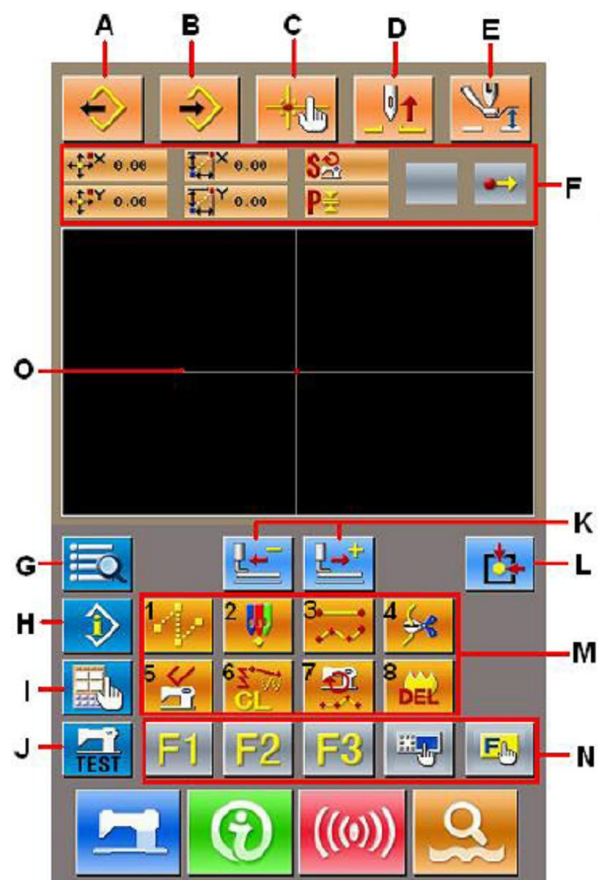 A B C D E
X 0.00 X 0.00 S
Y 0.00 Y 0.00 P
F
O
K
G L
H 1 2 3 4
M
I 5 6 CL 7 8 DEL
J TEST F1 F2 F3 F N
i